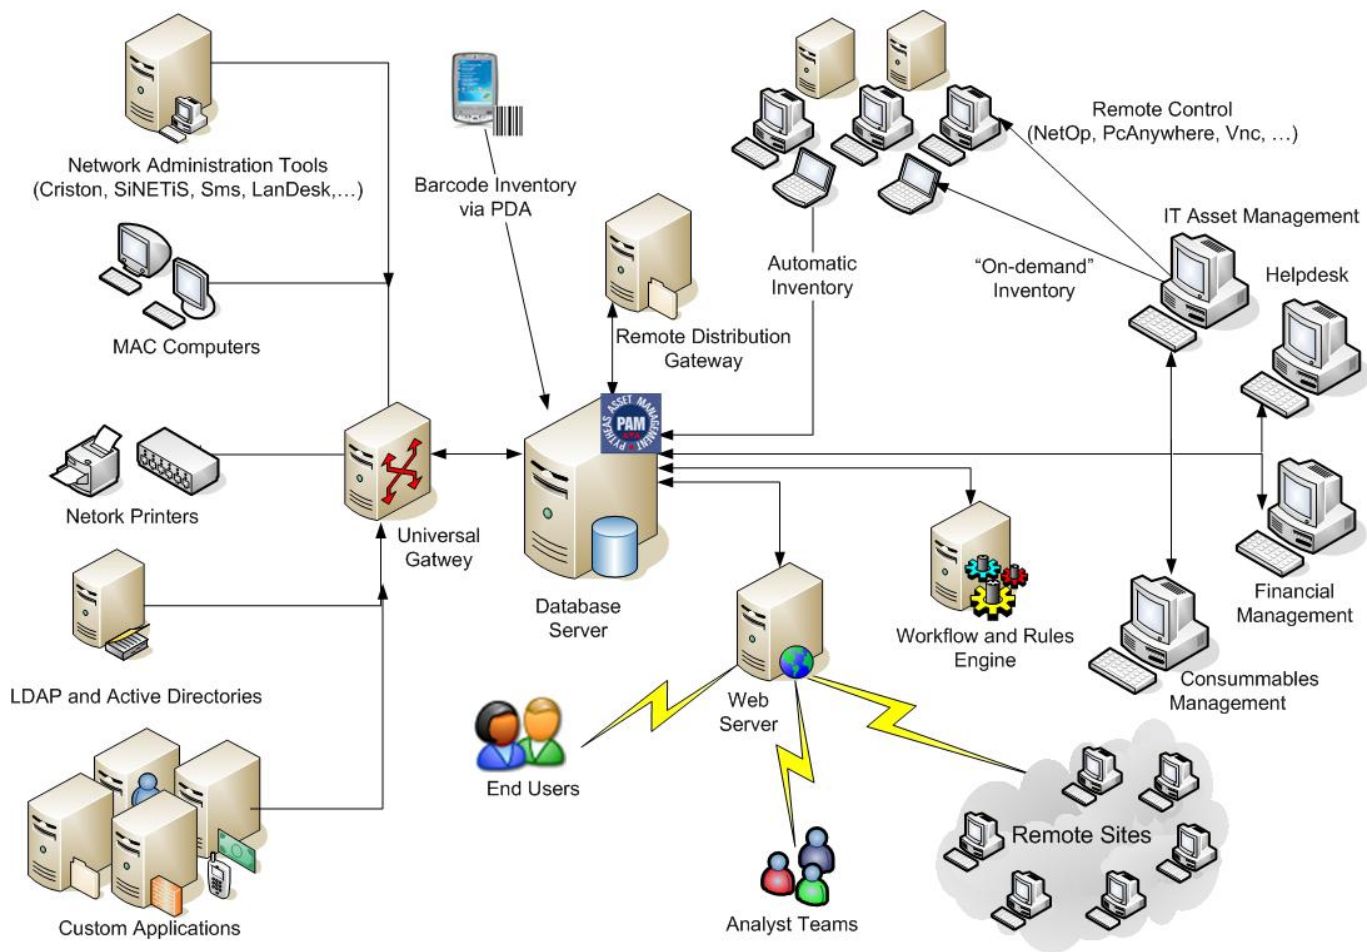 Network Administration Tools
(Criston, SiNETiS, Sms, LanDesk,...)
MAC Computers
Netork Printers
LDAP and Active Directories
Custom Applications
Barcode Inventory
via PDA
Universal
Gatwey
Remote Distribution
Gateway
PYTHEAS ASSET MANAGEMENT
PAM
Database
Server
Automatic
Inventory
"On-demand"
Inventory
Remote Control
(NetOp, PcAnywhere, Vnc, ...)
IT Asset Management
Helpdesk
Financial
Management
Consummables
Management
Workflow and Rules
Engine
Web
Server
End Users
Analyst Teams
Remote Sites